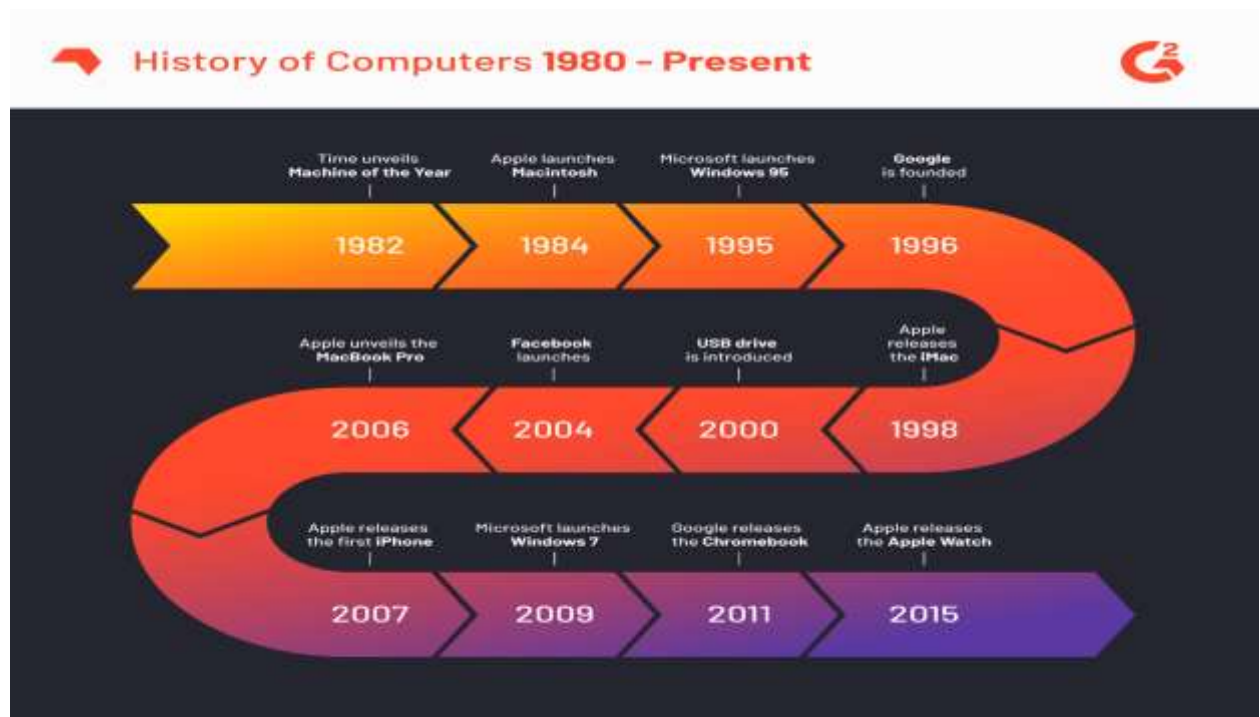 History of Computers 1980 – Present
G2
Time unveils
Machine of the Year
1982
Apple launches
Macintosh
1984
Microsoft launches
Windows 95
1995
Google
is founded
1996
Apple
releases
the iMac
1998
USB drive
is introduced
2000
Facebook
launches
2004
Apple unveils the
MacBook Pro
2006
Apple releases
the first iPhone
2007
Microsoft launches
Windows 7
2009
Google releases
the Chromebook
2011
Apple releases
the Apple Watch
2015